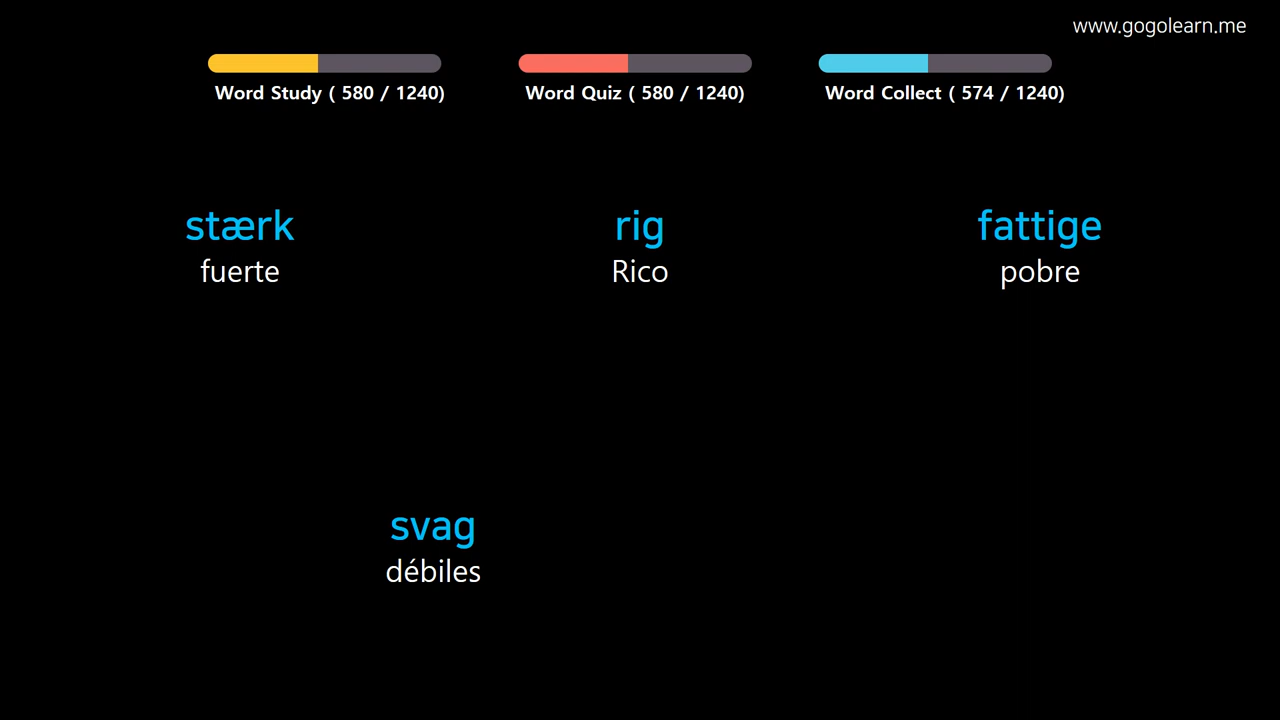 www.gogolearn.me
Word Study ( 580 / 1240)
Word Quiz ( 580 / 1240)
Word Collect ( 574 / 1240)
stærk
fuerte
rig
Rico
fattige
pobre
svag
débiles